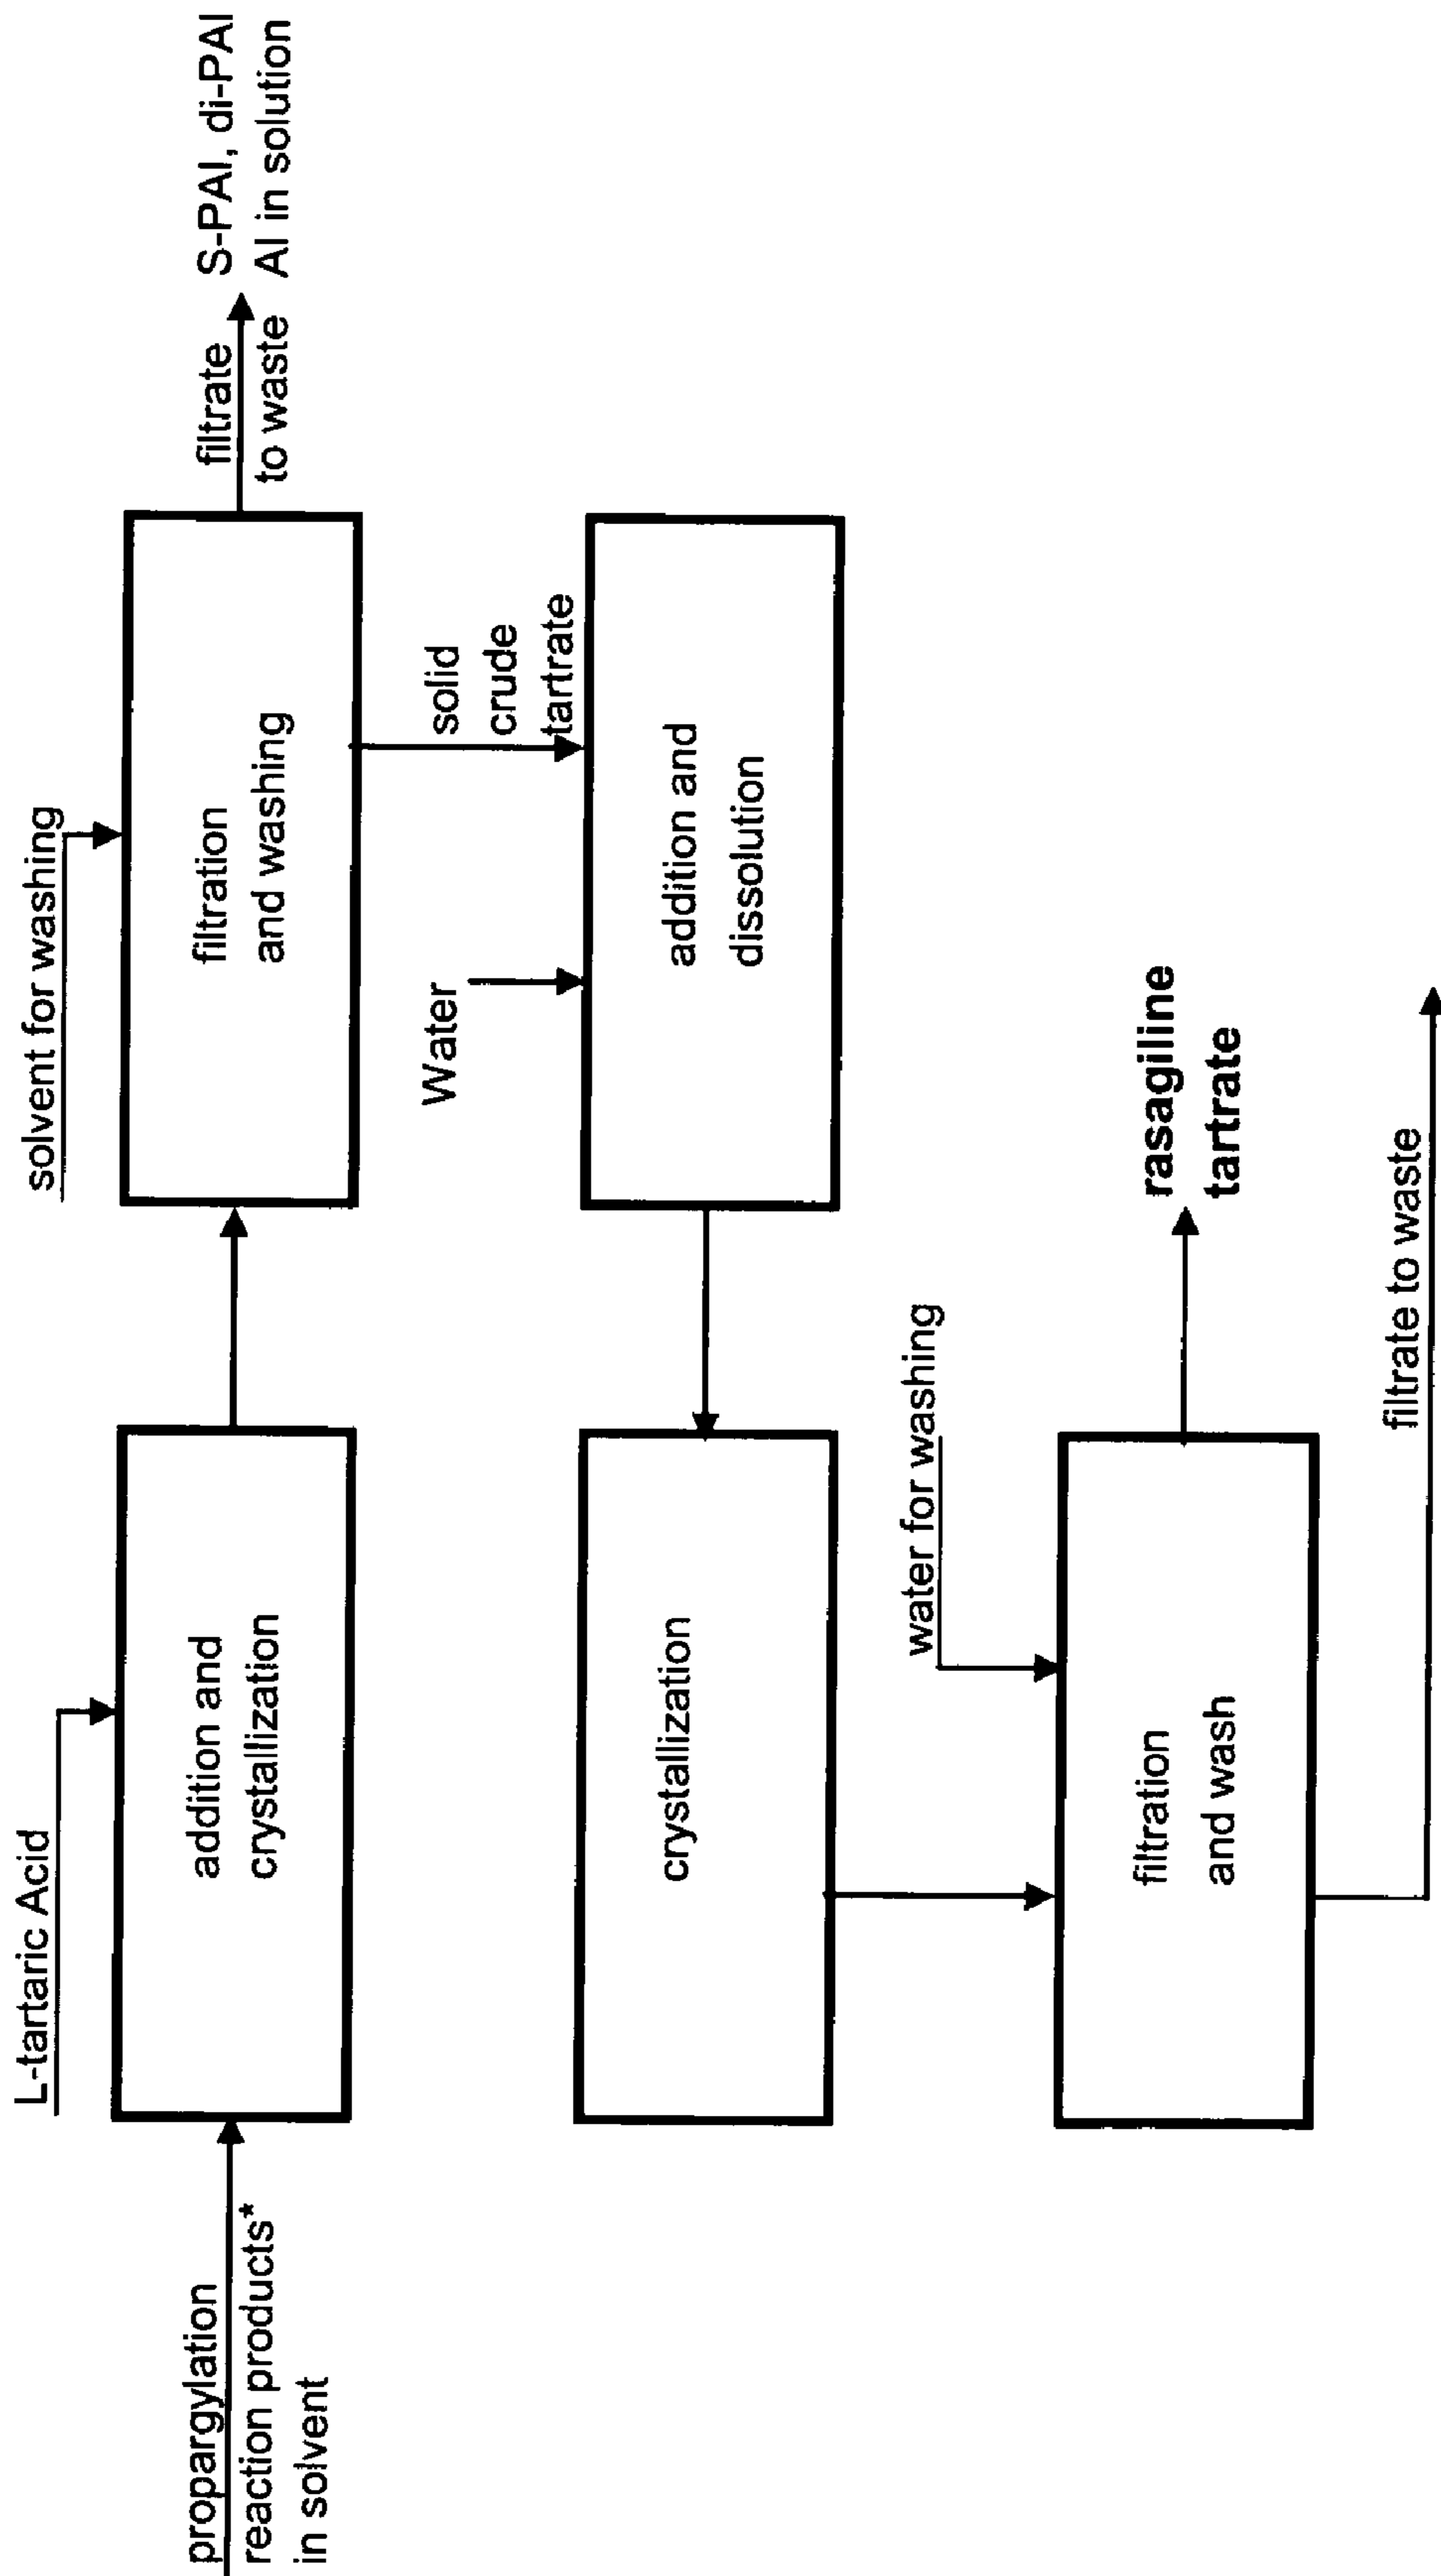 L-tartaric Acid
solvent for washing
propargylation
reaction products*
in solvent
addition and
crystallization
filtration
and washing
filtrate
to waste
S-PAI, di-PAI
AI in solution
solid
crude
tartrate
Water
addition and
dissolution
crystallization
water for washing
filtration
and wash
rasagiline
tartrate
filtrate to waste